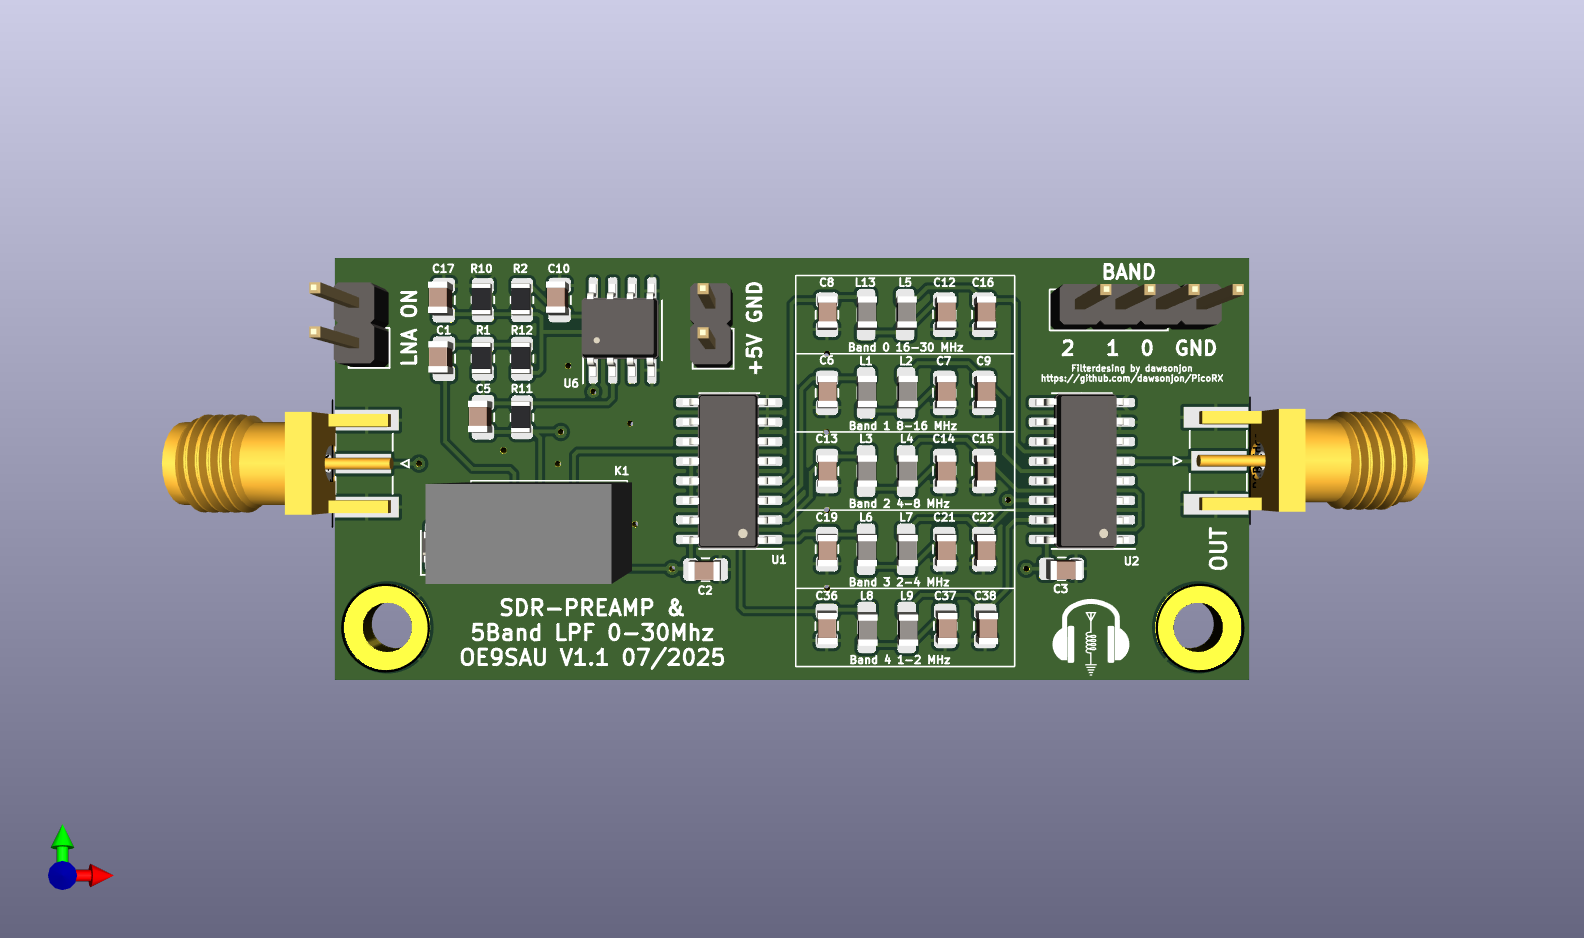 C17 R10 R2 C10
LNA ON
C1 R1 R12
U6
C5 R11
K1
+5V GND
U1
C2
SDR-PREAMP &
5Band LPF 0-30Mhz
OE9SAU V1.1 07/2025
C8 L13 L5 C12 C16
Band 0 16-30 MHz
C6 L1 L2 C7 C9
Band 1 8-16 MHz
C13 L3 L4 C14 C15
Band 2 4-8 MHz
C19 L6 L7 C21 C22
Band 3 2-4 MHz
C36 L8 L9 C37 C38
Band 4 1-2 MHz
BAND
2 1 0 GND
Filterdesing by dawsonjon
https://github.com/dawsonjon/PicoRX
U2
C3
OUT